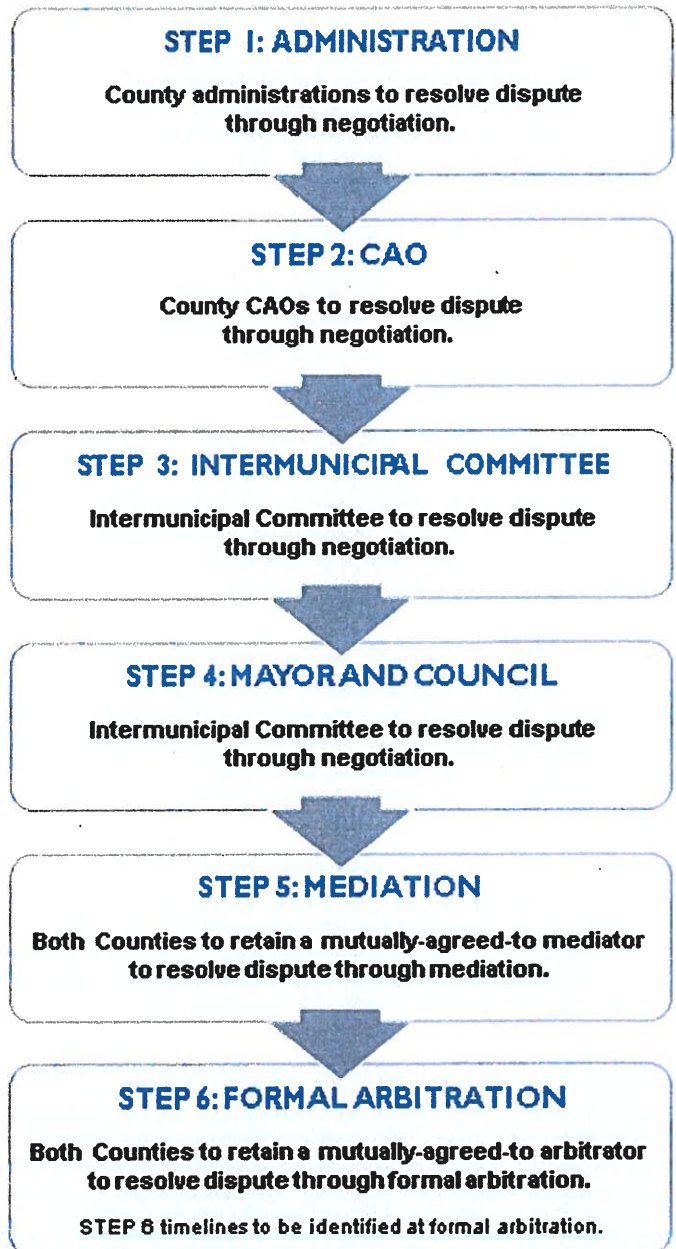 STEP 1: ADMINISTRATION
County administrations to resolve dispute
through negotiation.
STEP 2: CAO
County CAOs to resolve dispute
through negotiation.
STEP 3: INTERMUNICIPAL COMMITTEE
Intermunicipal Committee to resolve dispute
through negotiation.
STEP 4: MAYOR AND COUNCIL
Intermunicipal Committee to resolve dispute
through negotiation.
STEP 5: MEDIATION
Both Counties to retain a mutually-agreed-to mediator
to resolve dispute through mediation.
STEP 6: FORMAL ARBITRATION
Both Counties to retain a mutually-agreed-to arbitrator
to resolve dispute through formal arbitration.
STEP 6 timelines to be identified at formal arbitration.